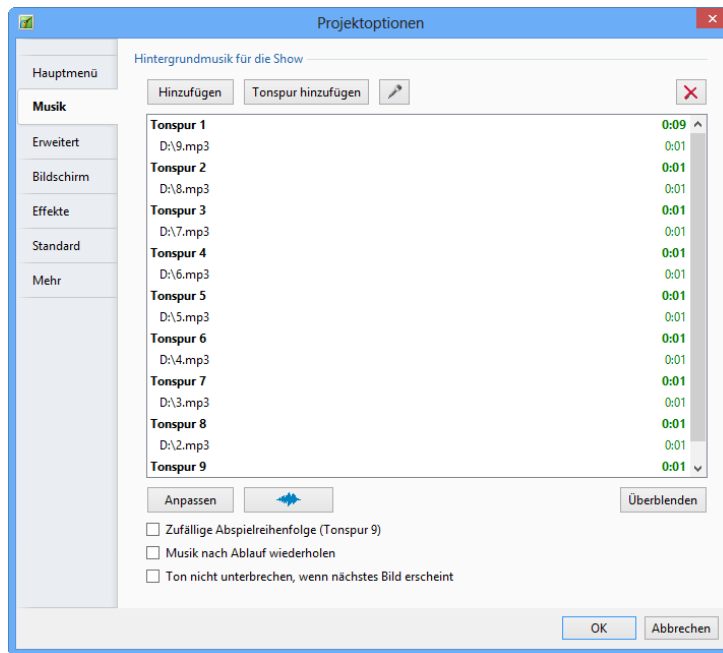 Projektoptionen
Hauptmenü
Musik
Erweitert
Bildschirm
Effekte
Standard
Mehr
Hintergrundmusik für die Show
Hinzufügen Tonspur hinzufügen
Tonspur 1 0:09
D:\9.mp3 0:01
Tonspur 2 0:01
D:\8.mp3 0:01
Tonspur 3 0:01
D:\7.mp3 0:01
Tonspur 4 0:01
D:\6.mp3 0:01
Tonspur 5 0:01
D:\5.mp3 0:01
Tonspur 6 0:01
D:\4.mp3 0:01
Tonspur 7 0:01
D:\3.mp3 0:01
Tonspur 8 0:01
D:\2.mp3 0:01
Tonspur 9 0:01
Anpassen Überblenden
Zufällige Abspielreihenfolge (Tonspur 9)
Musik nach Ablauf wiederholen
Ton nicht unterbrechen, wenn nächstes Bild erscheint
OK Abbrechen